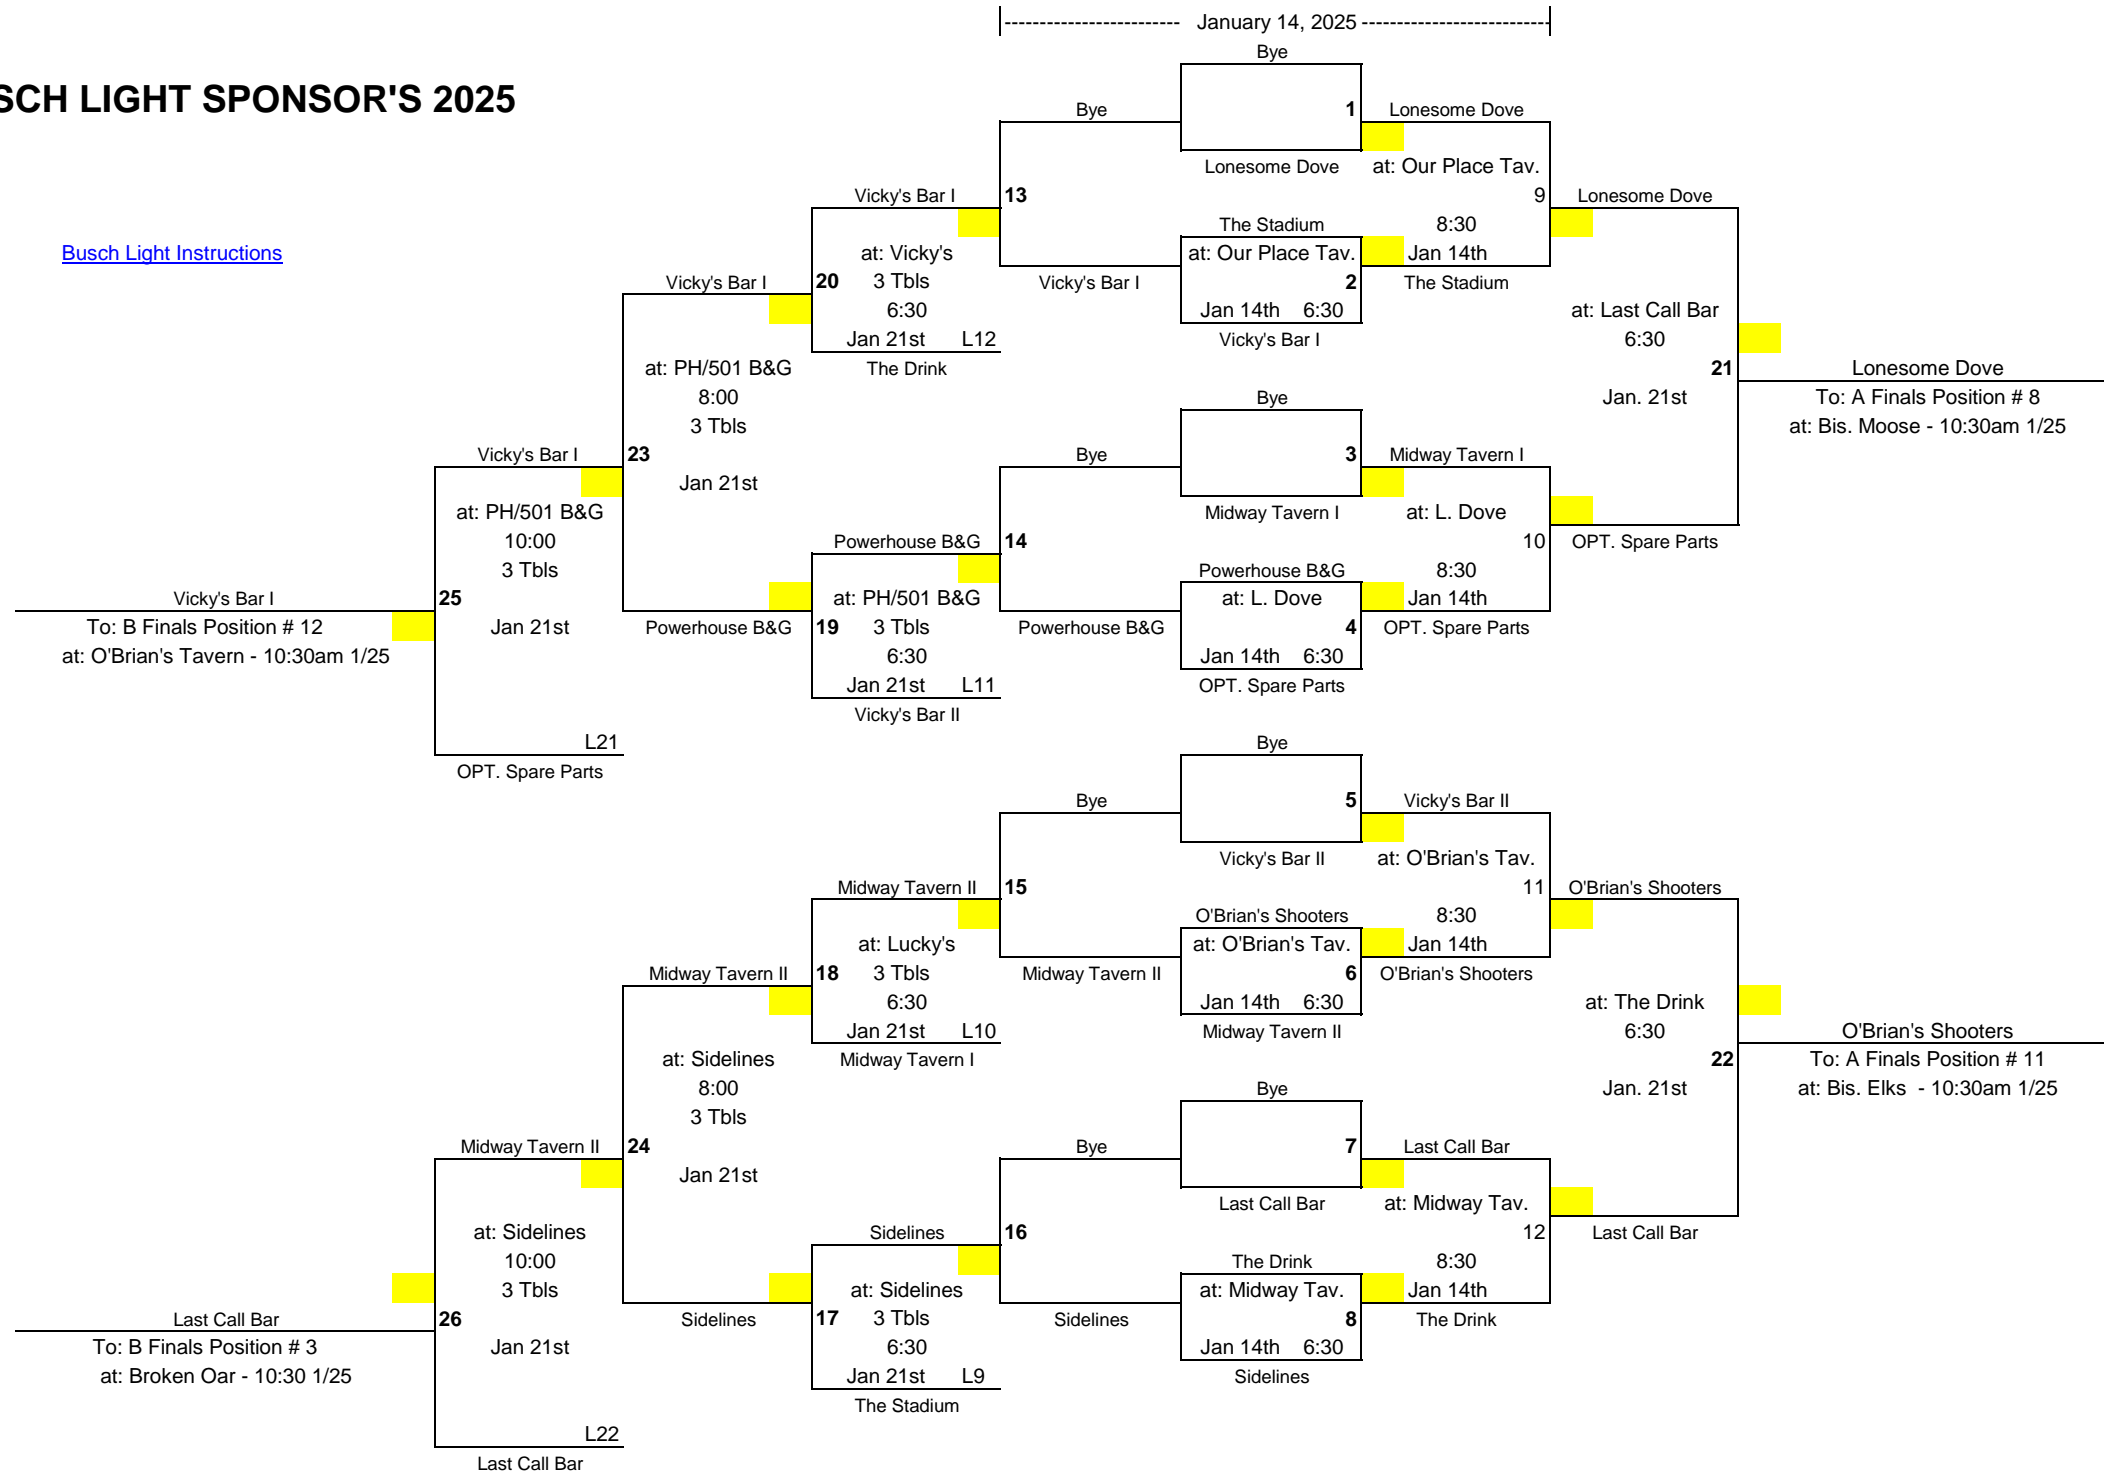 ------------------------ January 14, 2025 --------------------------
Bye
SCH LIGHT SPONSOR'S 2025
Bye 1 Lonesome Dove
Lonesome Dove at: Our Place Tav.
Vicky's Bar I 13 9 Lonesome Dove
The Stadium 8:30
Busch Light Instructions at: Vicky's at: Our Place Tav. Jan 14th
Vicky's Bar I 20 3 Tbls Vicky's Bar I 2 The Stadium
6:30 Jan 14th 6:30 at: Last Call Bar
Jan 21st L12 Vicky's Bar I 6:30
at: PH/501 B&G The Drink 21 Lonesome Dove
8:00 Bye Jan. 21st To: A Finals Position # 8
3 Tbls at: Bis. Moose - 10:30am 1/25
Vicky's Bar I 23 Bye 3 Midway Tavern I
Jan 21st
at: PH/501 B&G Midway Tavern I at: L. Dove
10:00 Powerhouse B&G 14 10 OPT. Spare Parts
3 Tbls Powerhouse B&G 8:30
Vicky's Bar I 25 at: PH/501 B&G at: L. Dove Jan 14th
To: B Finals Position # 12 Jan 21st Powerhouse B&G 19 3 Tbls Powerhouse B&G 4 OPT. Spare Parts
at: O'Brian's Tavern - 10:30am 1/25 6:30 Jan 14th 6:30
Jan 21st L11 OPT. Spare Parts
Vicky's Bar II
L21 Bye
OPT. Spare Parts
Bye 5 Vicky's Bar II
Vicky's Bar II at: O'Brian's Tav.
Midway Tavern II 15 11 O'Brian's Shooters
O'Brian's Shooters 8:30
at: Lucky's at: O'Brian's Tav. Jan 14th
Midway Tavern II 18 3 Tbls Midway Tavern II 6 O'Brian's Shooters
6:30 Jan 14th 6:30 at: The Drink
Jan 21st L10 Midway Tavern II 6:30 O'Brian's Shooters
at: Sidelines Midway Tavern I 22 To: A Finals Position # 11
8:00 Bye Jan. 21st at: Bis. Elks - 10:30am 1/25
3 Tbls
Midway Tavern II 24 Bye 7 Last Call Bar
Jan 21st
Last Call Bar at: Midway Tav.
at: Sidelines Sidelines 16 12 Last Call Bar
10:00 The Drink 8:30
3 Tbls at: Sidelines at: Midway Tav. Jan 14th
Last Call Bar 26 Sidelines 17 3 Tbls Sidelines 8 The Drink
To: B Finals Position # 3 Jan 21st 6:30 Jan 14th 6:30
at: Broken Oar - 10:30 1/25 Jan 21st L9 Sidelines
The Stadium
L22
Last Call Bar